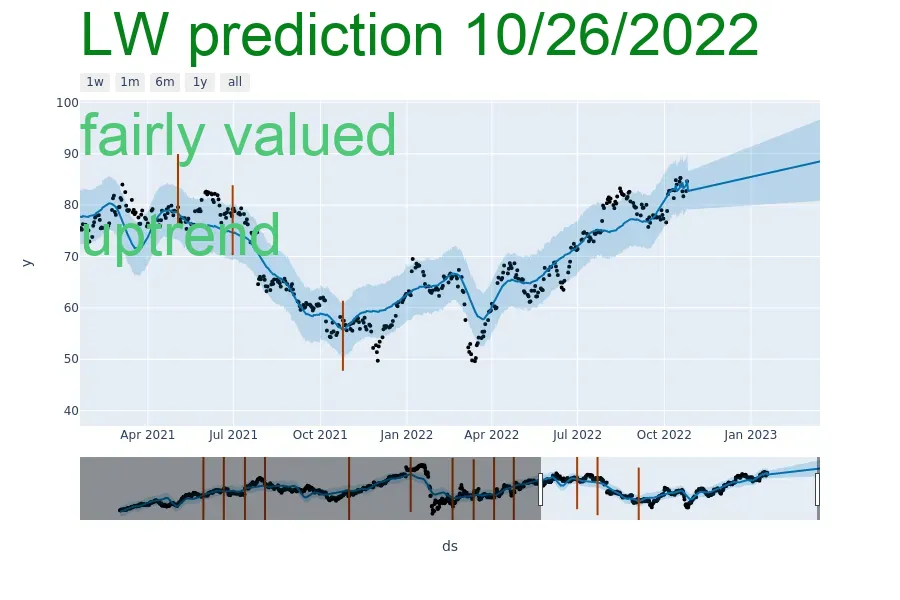 LW prediction 10/26/2022
1w 1m 6m 1y all
100
fairly valued
90
80
uptrend
70
y
60
50
40
Apr 2021 Jul 2021 Oct 2021 Jan 2022 Apr 2022 Jul 2022 Oct 2022 Jan 2023
ds